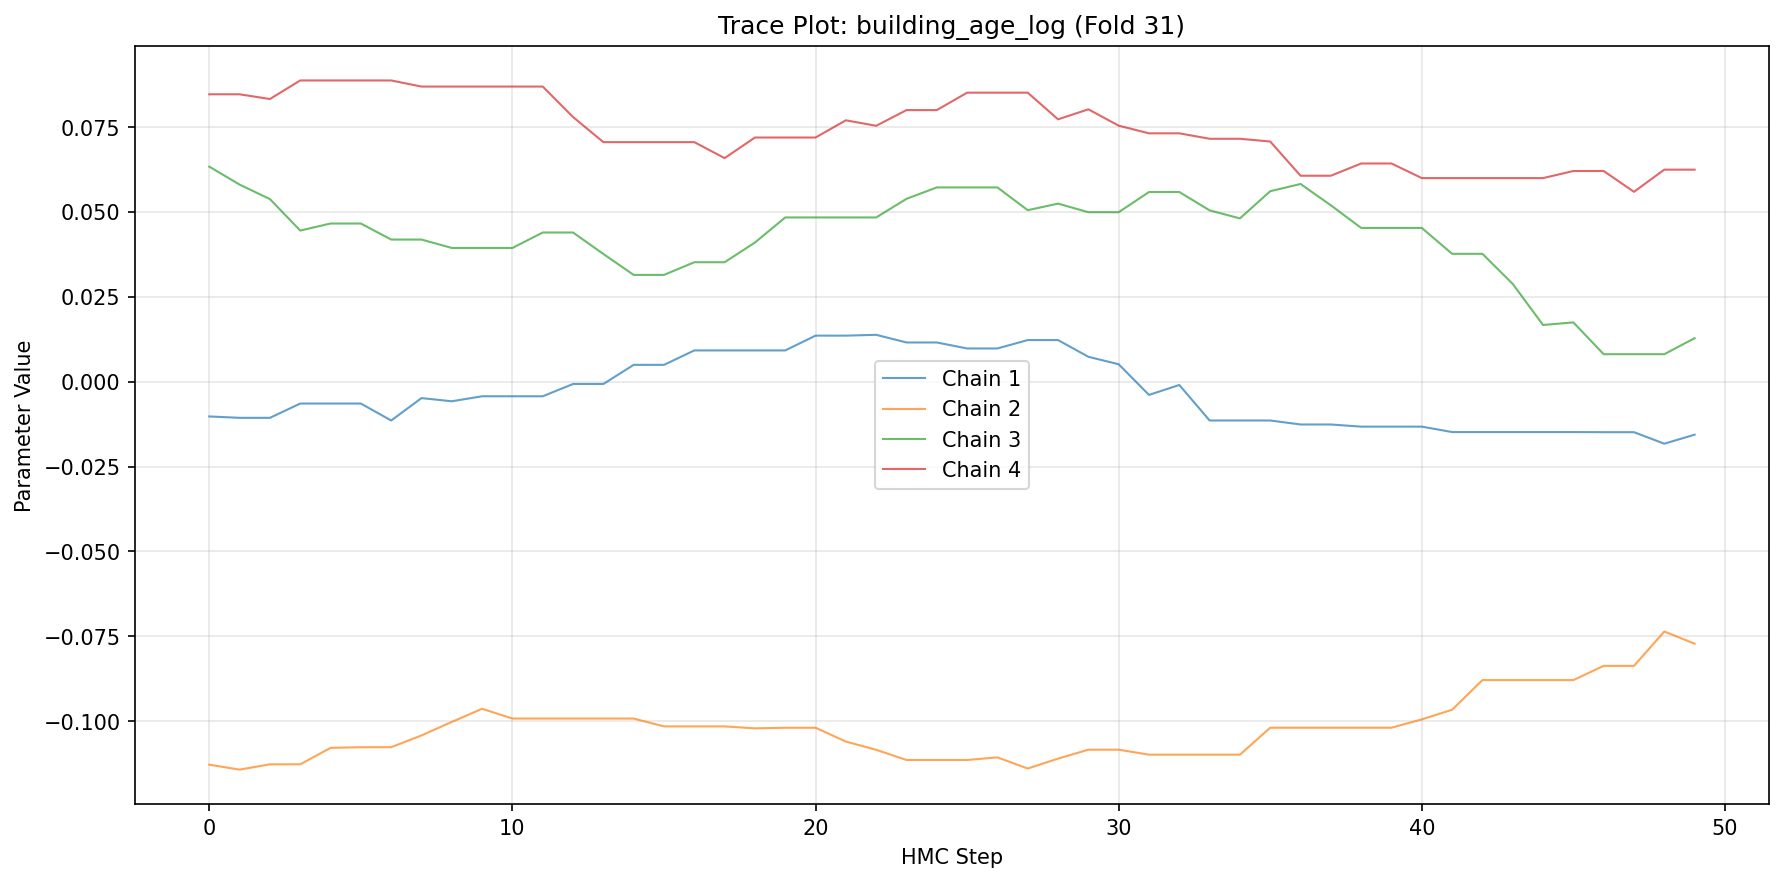 Trace Plot: building_age_log (Fold 31)
0.075
0.050
0.025
0.000
−0.025
−0.050
−0.075
−0.100
Parameter Value
Chain 1
Chain 2
Chain 3
Chain 4
0 10 20 30 40 50
HMC Step